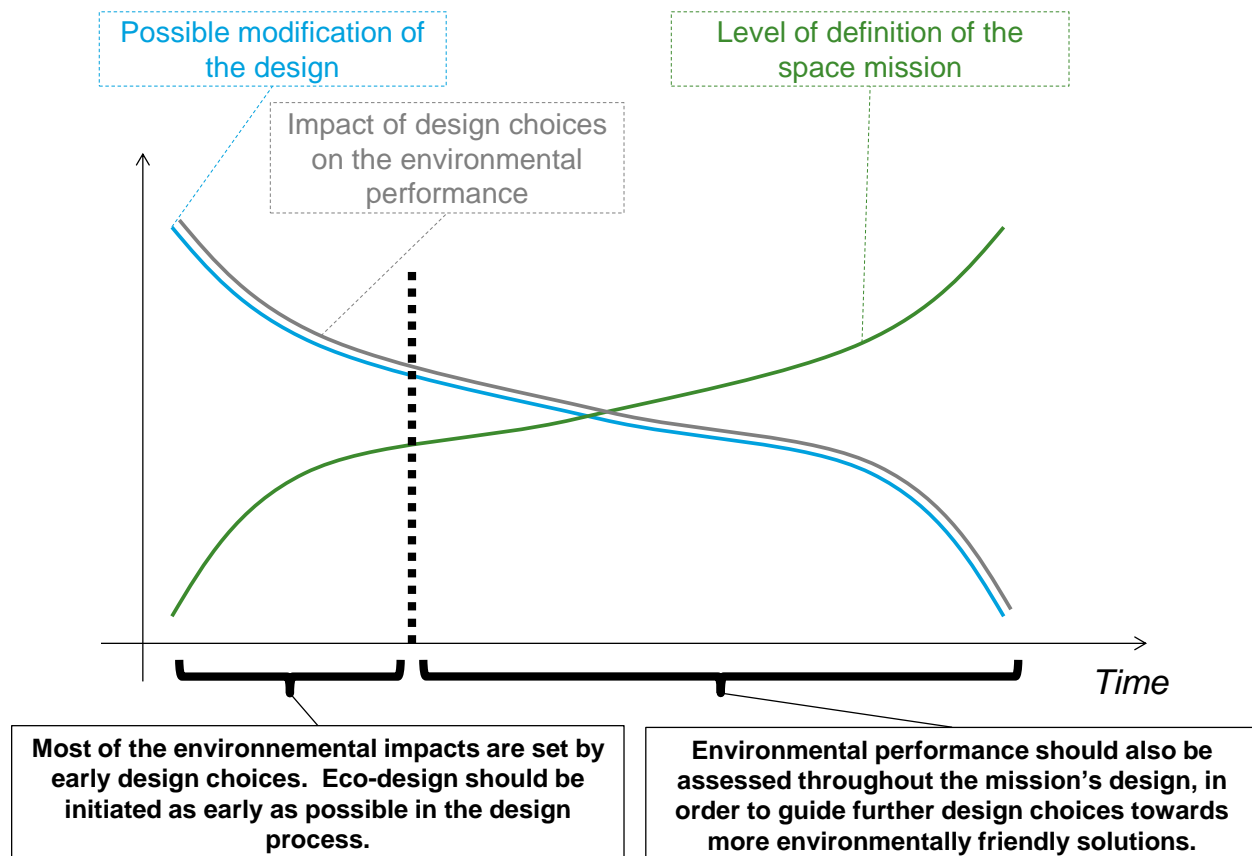 Possible modification of
the design
Level of definition of the
space mission
Impact of design choices
on the environmental
performance
Time
Most of the environnemental impacts are set by
early design choices.  Eco-design should be
initiated as early as possible in the design
process.
Environmental performance should also be
assessed throughout the mission’s design, in
order to guide further design choices towards
more environmentally friendly solutions.